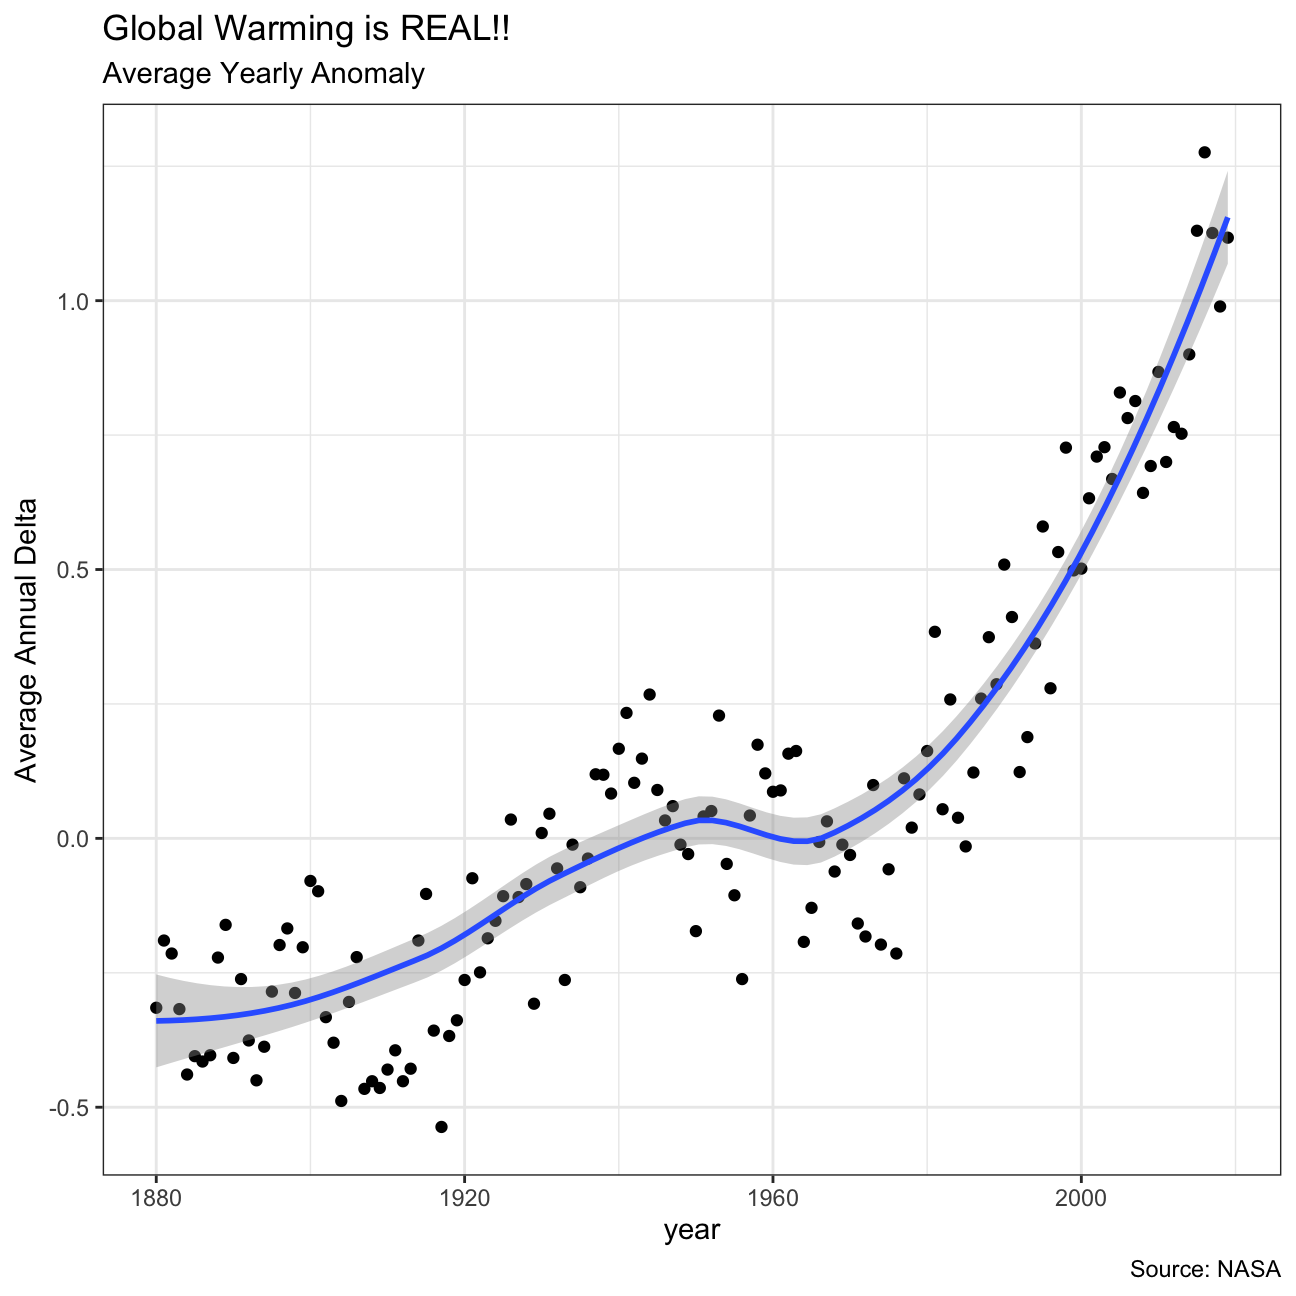 Global Warming is REAL!!
Average Yearly Anomaly
Average Annual Delta
1.0
0.5
0.0
-0.5
1880 1920 1960 2000
year
Source: NASA